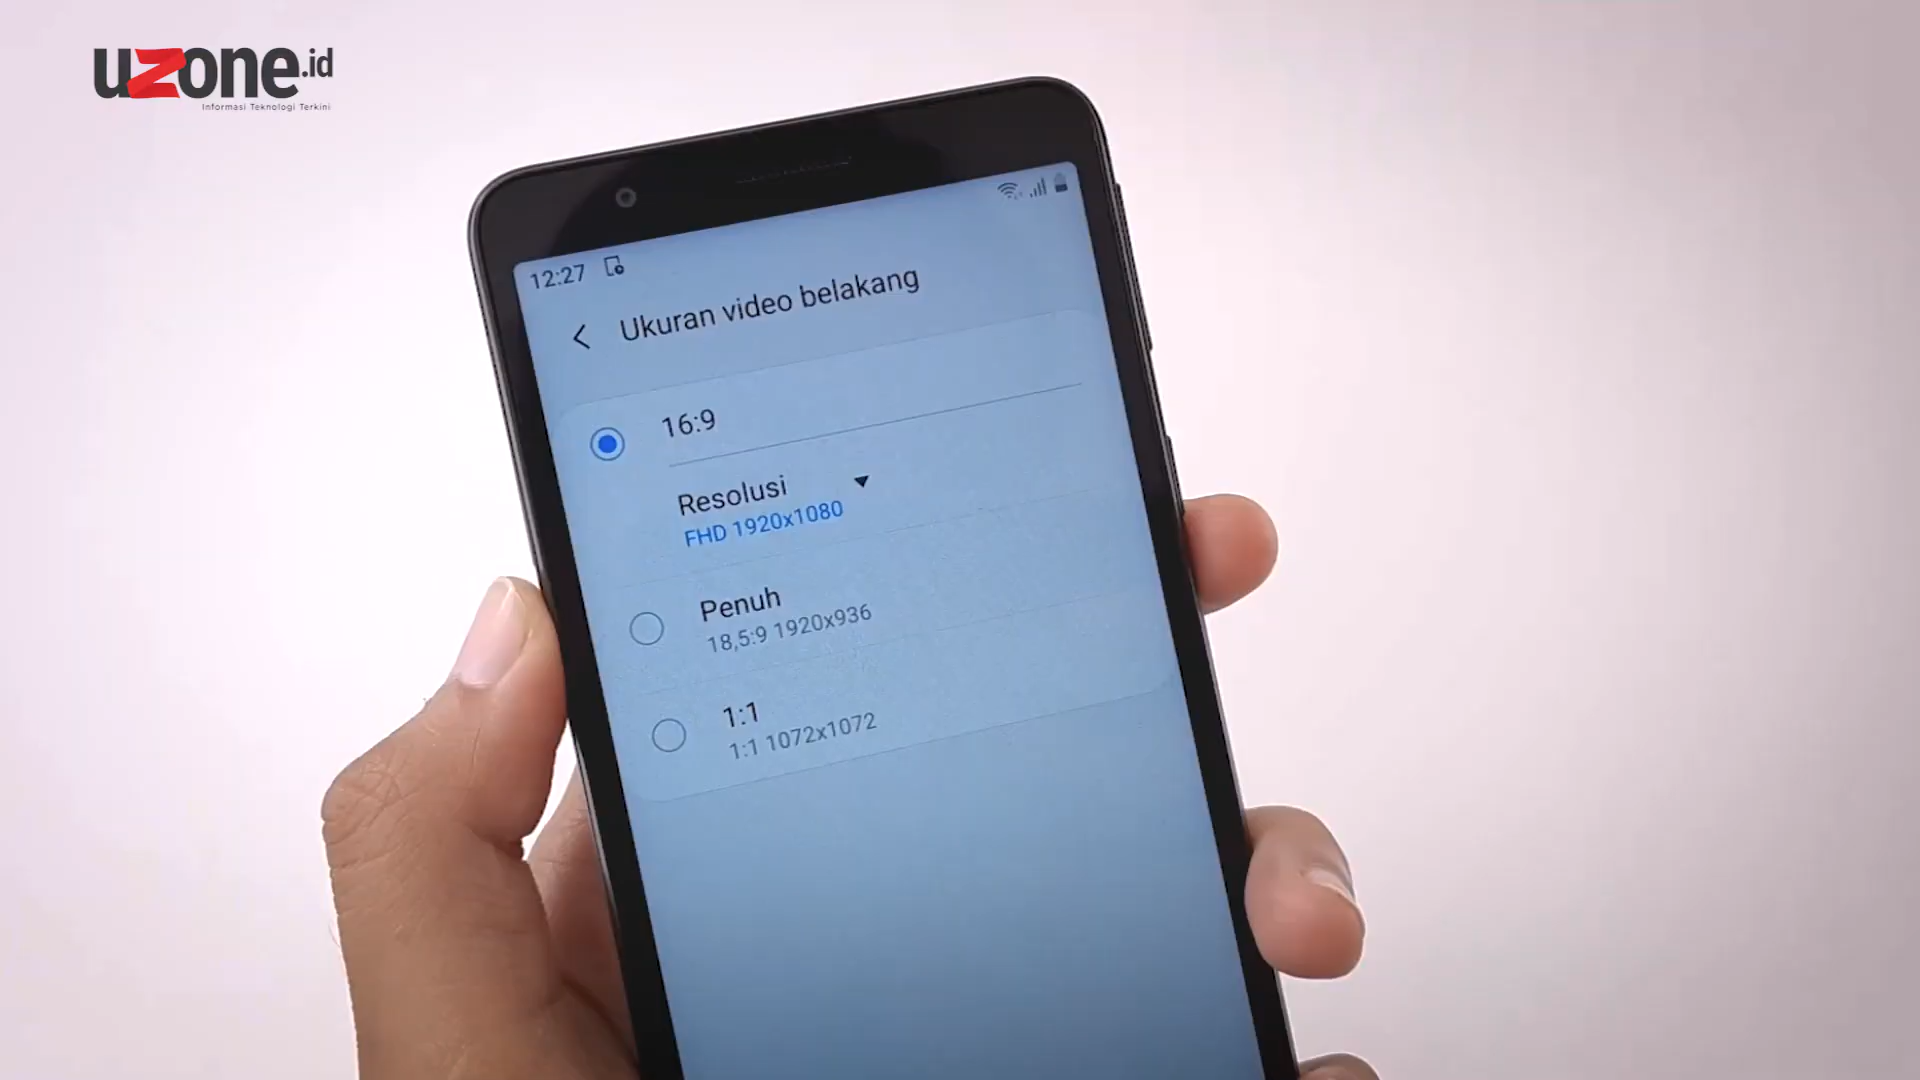 uzone.id
Informasi Teknologi Terkini
12:27
Ukuran video belakang
16:9
Resolusi
FHD 1920x1080
Penuh
18,5:9 1920x936
1:1
1:1 1072x1072